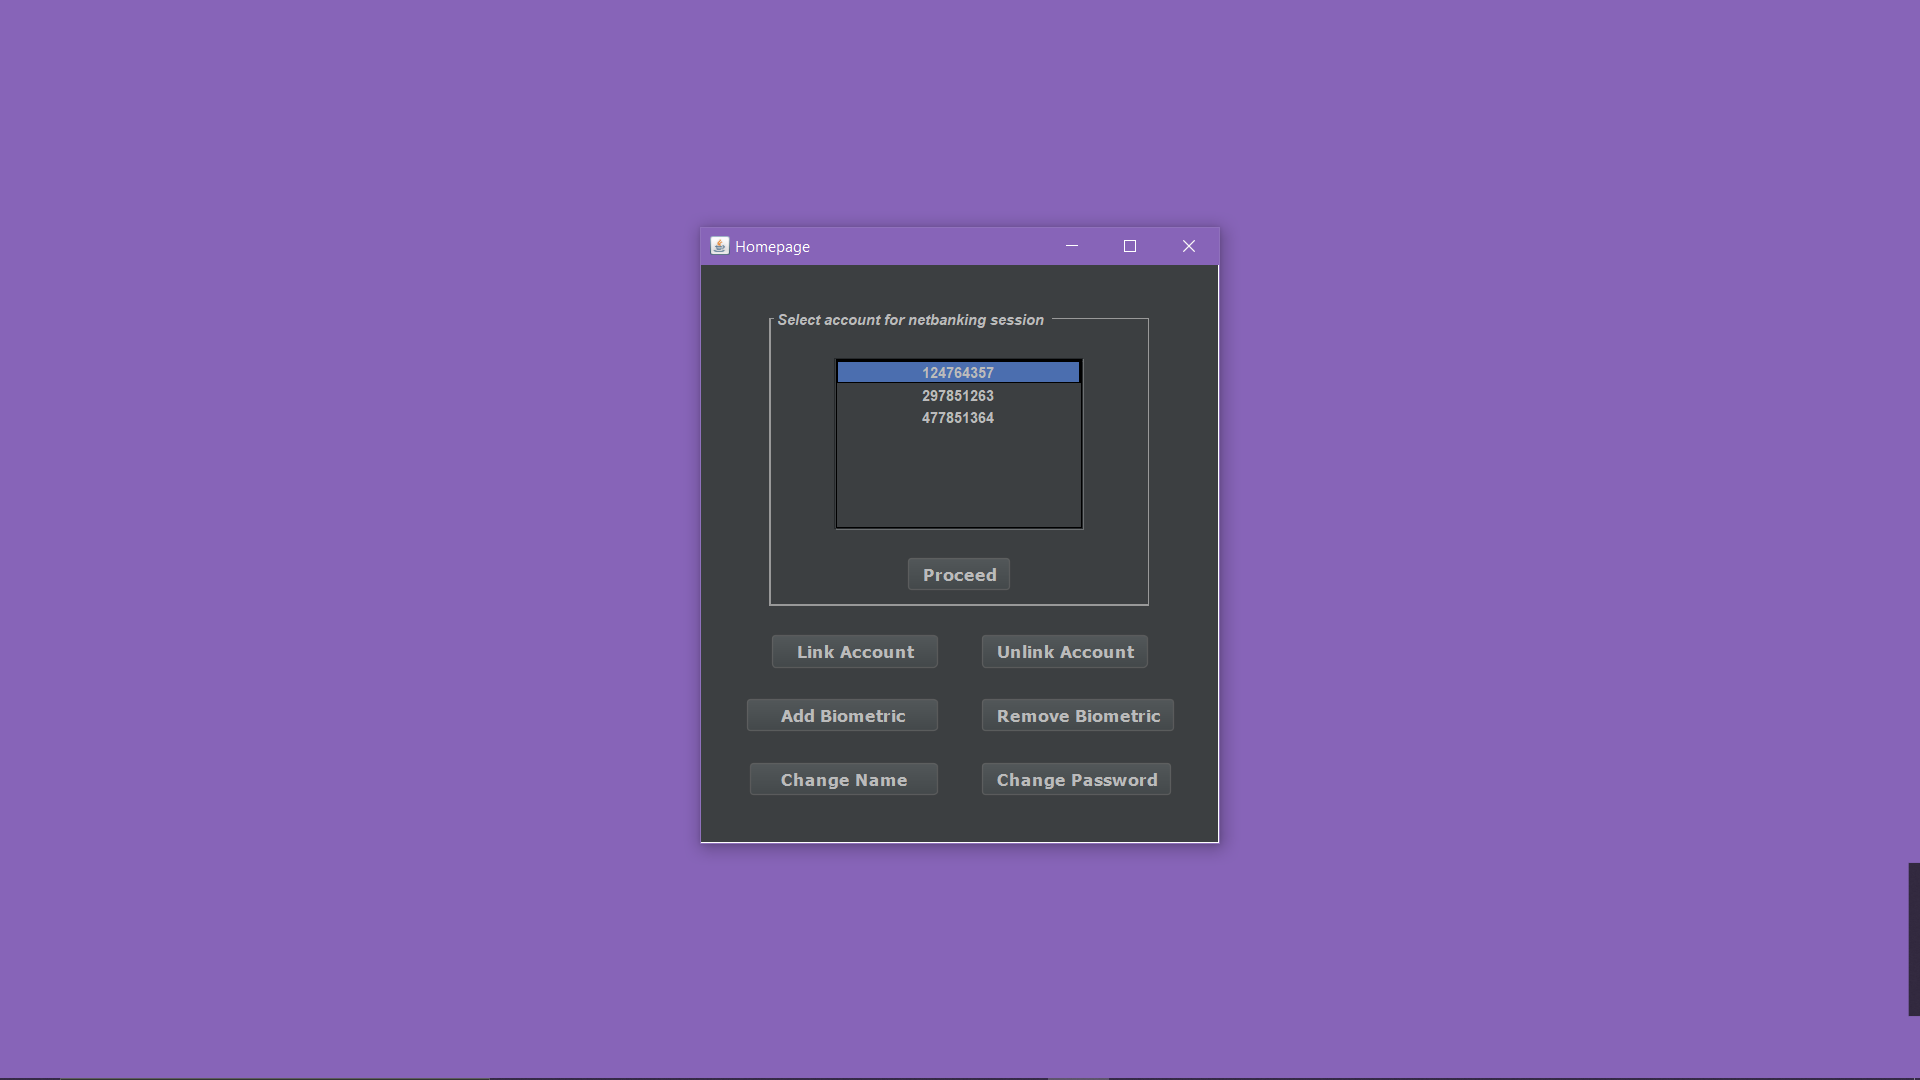 Homepage
Select account for netbanking session
124764357
297851263
477851364
Proceed
Link Account
Unlink Account
Add Biometric
Remove Biometric
Change Name
Change Password